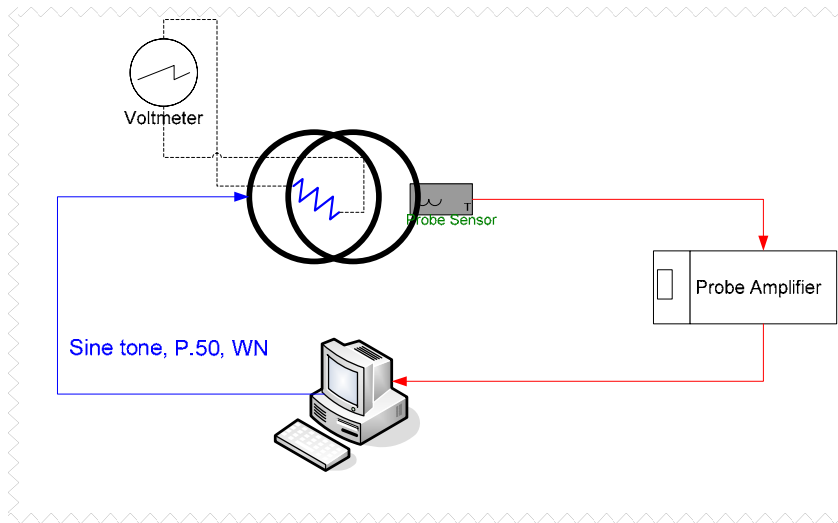 Voltmeter
T
Probe Sensor
Probe Amplifier
Sine tone, P.50, WN